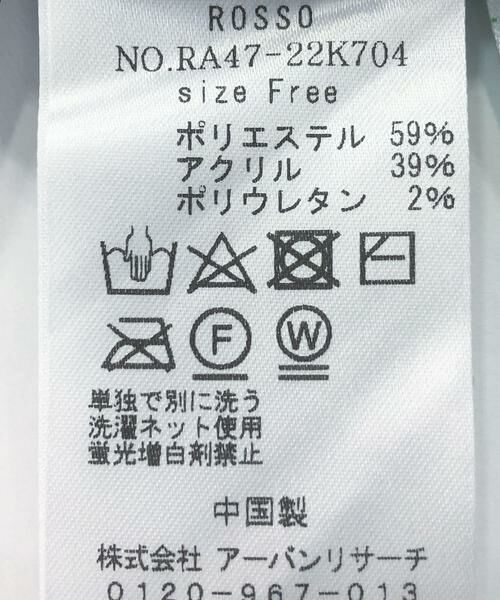 ROSSO
NO.RA47-22K704
size Free
ポリエステル 59%
アクリル 39%
ポリウレタン 2%
F W
単独で別に洗う
洗濯ネット使用
蛍光増白剤禁止
中国製
株式会社 アーバンリサーチ
0120-967-013